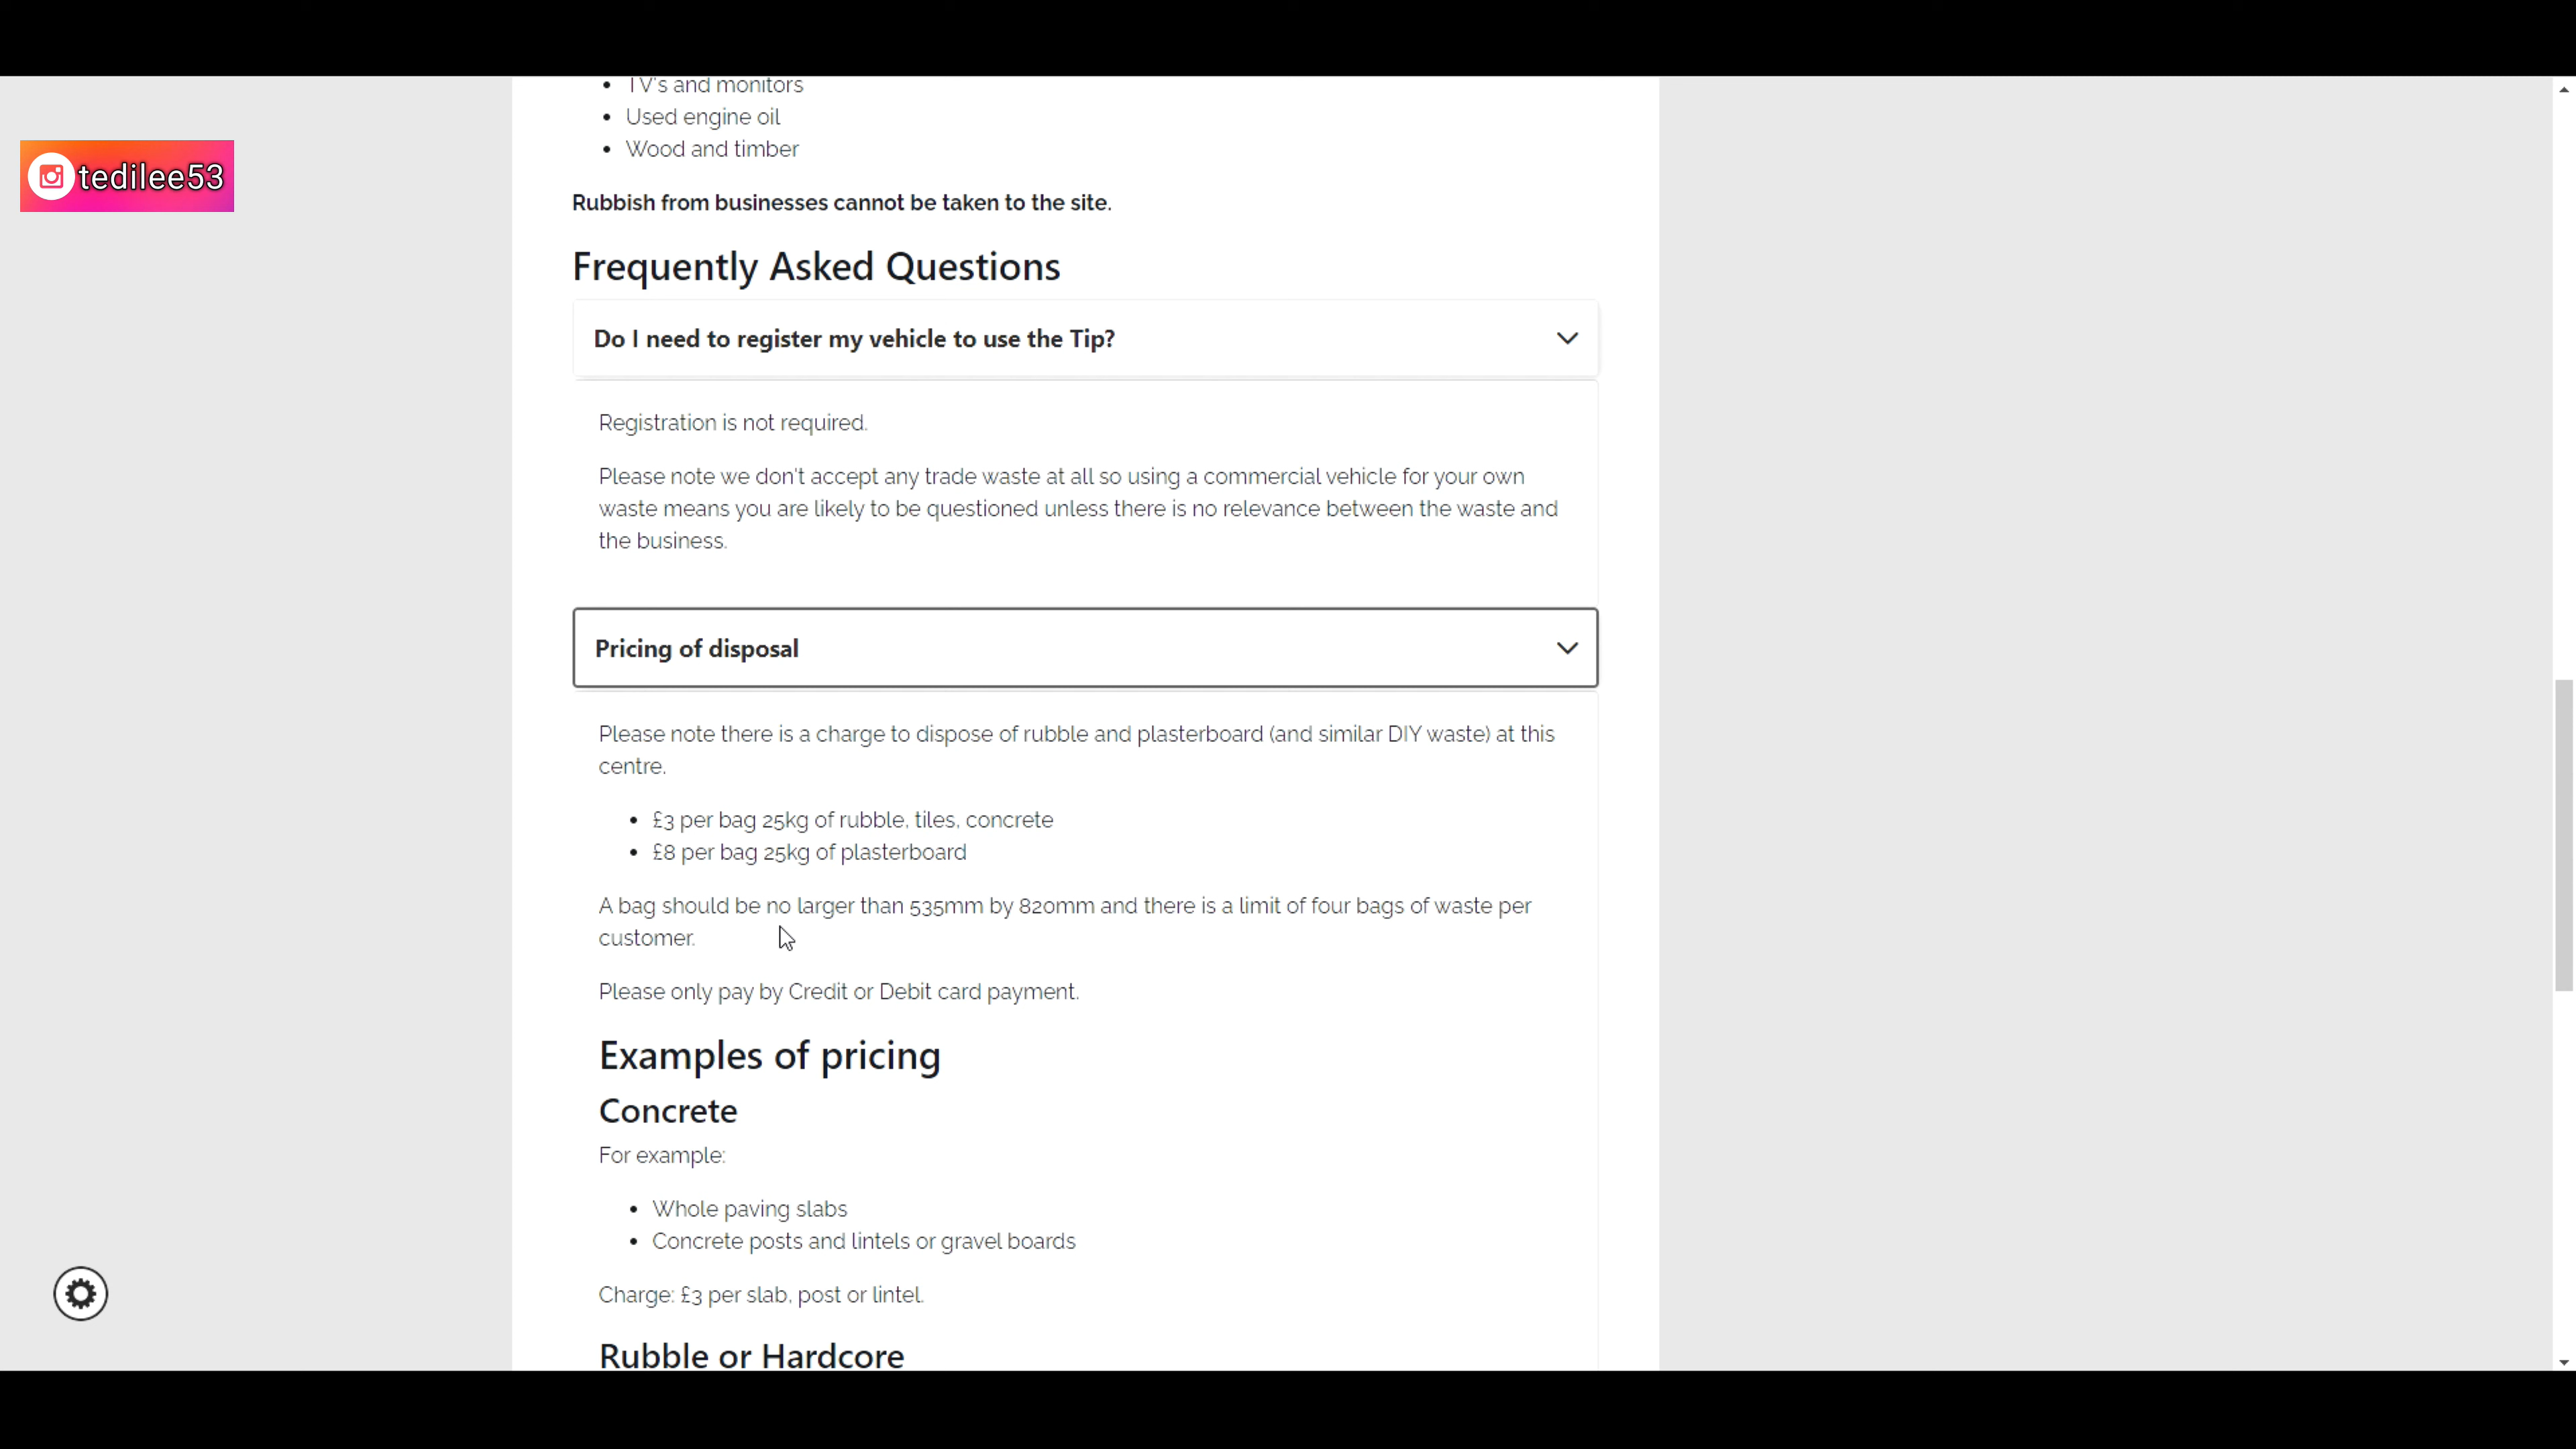 TV's and monitors
Used engine oil
Wood and timber
tedilee53
Rubbish from businesses cannot be taken to the site.
Frequently Asked Questions
Do I need to register my vehicle to use the Tip?
Registration is not required.
Please note we don't accept any trade waste at all so using a commercial vehicle for your own
waste means you are likely to be questioned unless there is no relevance between the waste and
the business.
Pricing of disposal
Please note there is a charge to dispose of rubble and plasterboard (and similar DIY waste) at this
centre.
£3 per bag 25kg of rubble, tiles, concrete
£8 per bag 25kg of plasterboard
A bag should be no larger than 535mm by 820mm and there is a limit of four bags of waste per
customer.
Please only pay by Credit or Debit card payment.
Examples of pricing
Concrete
For example:
Whole paving slabs
Concrete posts and lintels or gravel boards
Charge: £3 per slab, post or lintel.
Rubble or Hardcore